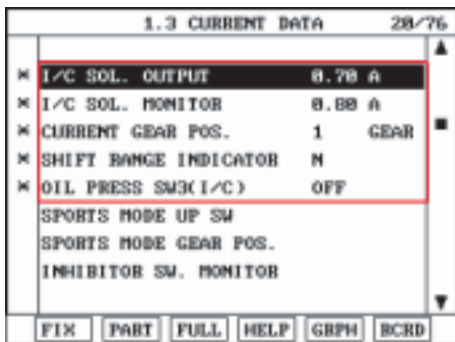 1.3 CURRENT DATA 20/76
▲
* I/C SOL. OUTPUT 0.70 A
* I/C SOL. MONITOR 0.80 A
* CURRENT GEAR POS. 1 GEAR ■
* SHIFT RANGE INDICATOR N
* OIL PRESS SW3(I/C) OFF
SPORTS MODE UP SW
SPORTS MODE GEAR POS.
INHIBITOR SW. MONITOR
▼
FIX PART FULL HELP GRPH RCRD